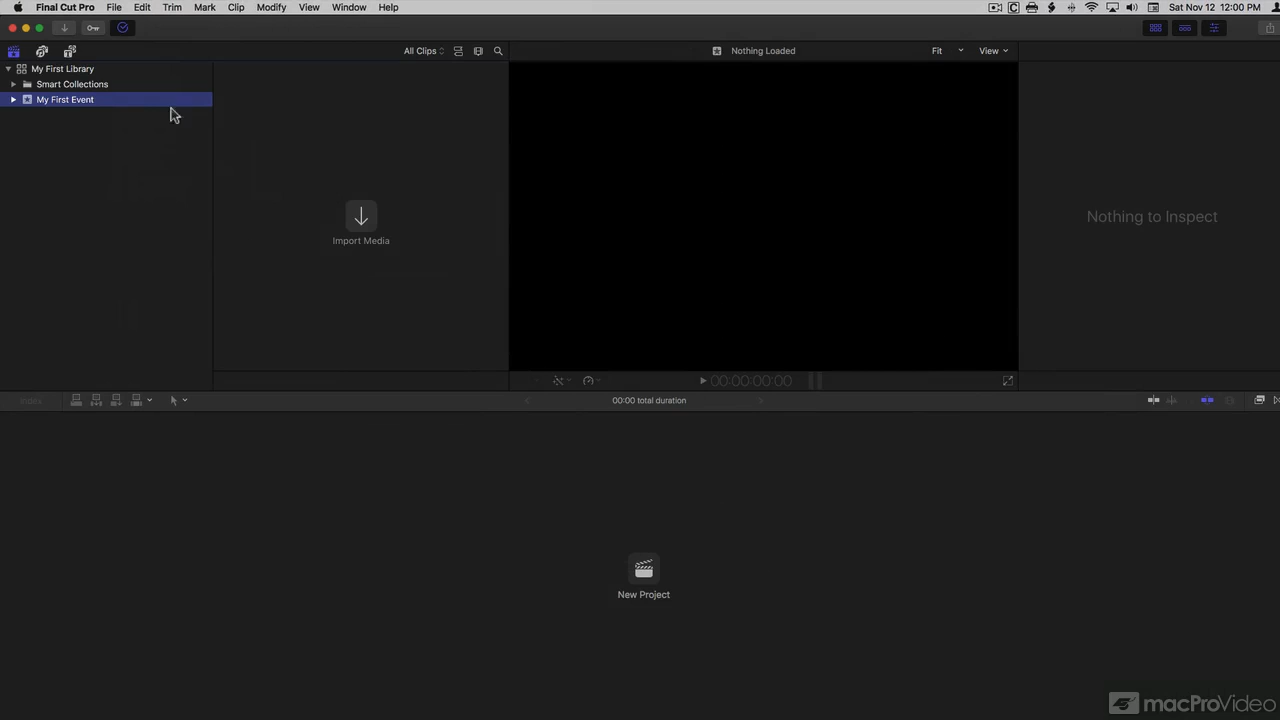 Final Cut Pro File Edit Trim Mark Clip Modify View Window Help Sat Nov 12 12:00 PM
All Clips Nothing Loaded Fit View
My First Library
Smart Collections
My First Event
Import Media
Nothing to Inspect
00:00:00:00
Index 00:00 total duration
New Project
macProVideo